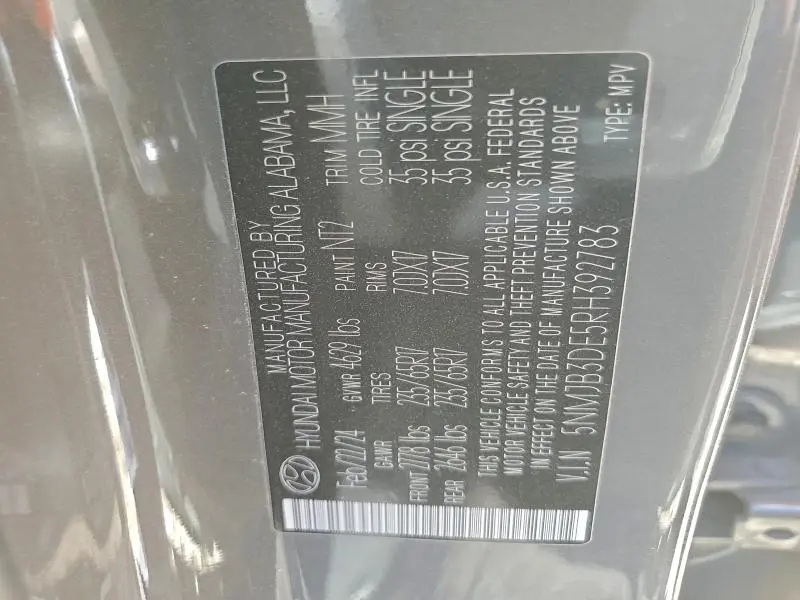 MANUFACTURED BY
HYUNDAI MOTOR MANUFACTURING ALABAMA, LLC
Feb/22/24 GVWR 4629 lbs PAINT NT2 TRIM MMH
GAWR TIRES RIMS COLD TIRE INFL
FRONT 2778 lbs 235/65R17 7.0JX17 35 psi SINGLE
REAR 2646 lbs 235/65R17 7.0JX17 35 psi SINGLE
THIS VEHICLE CONFORMS TO ALL APPLICABLE U.S.A. FEDERAL
MOTOR VEHICLE SAFETY AND THEFT PREVENTION STANDARDS
IN EFFECT ON THE DATE OF MANUFACTURE SHOWN ABOVE
V.I.N 5NMJB3DE5RH392783 TYPE: MPV